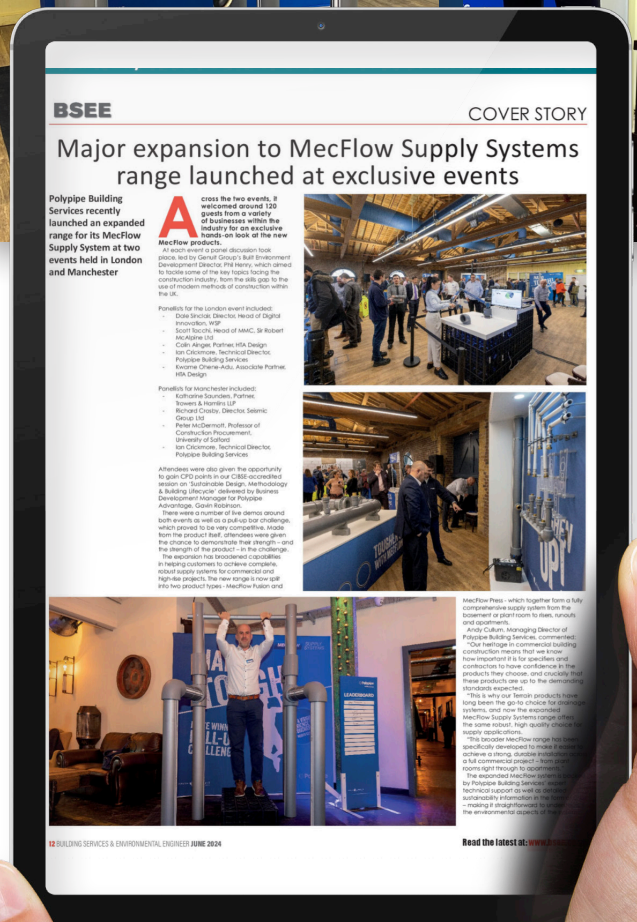 BSEE
COVER STORY
Major expansion to MecFlow Supply Systems
range launched at exclusive events
Polypipe Building
Services recently
launched an expanded
range for its MecFlow
Supply System at two
events held in London
and Manchester
Across the two events, it
welcomed around 120
guests from a variety
of businesses within the
industry for an exclusive
hands-on look at the new
MecFlow products.
At each event a panel discussion took
place, led by Genuit Group's Built Environment
Development Director, Phil Henry, which aimed
to tackle some of the key topics facing the
construction industry, from the skills gap to the
use of modern methods of construction within
the UK.
Panellists for the London event included:
- Dale Sinclair, Director, Head of Digital
Innovation, WSP
- Scott Tacchi, Head of MMC, Sir Robert
McAlpine Ltd
- Colin Ainger, Partner, HTA Design
- Ian Crickmore, Technical Director,
Polypipe Building Services
- Kwame Ohene-Adu, Associate Partner,
HTA Design
Panellists for Manchester included:
- Katharine Saunders, Partner,
Trowers & Hamlins LLP
- Richard Crosby, Director, Seismic
Group Ltd
- Peter McDermott, Professor of
Construction Procurement,
University of Salford
- Ian Crickmore, Technical Director,
Polypipe Building Services
Attendees were also given the opportunity
to gain CPD points in our CIBSE-accredited
session on 'Sustainable Design, Methodology
& Building Lifecycle' delivered by Business
Development Manager for Polypipe
Advantage, Gavin Robinson.
There were a number of live demos around
both events as well as a pull-up bar challenge,
which proved to be very competitive. Made
from the product itself, attendees were given
the chance to demonstrate their strength – and
the strength of the product – in the challenge.
The expansion has broadened capabilities
in helping customers to achieve complete,
robust supply systems for commercial and
high-rise projects. The new range is now split
into two product types - MecFlow Fusion and
TOUGH
UP!
TOUGH
LEADERBOARD
MecFlow Press - which together form a fully
comprehensive supply system from the
basement or plant room to risers, runouts
and apartments.
Andy Cullum, Managing Director of
Polypipe Building Services, commented:
"Our heritage in commercial building
construction means that we know
how important it is for specifiers and
contractors to have confidence in the
products they choose, and crucially that
these products are up to the demanding
standards expected.
"This is why our Terrain products have
long been the go-to choice for drainage
systems, and now the expanded
MecFlow Supply Systems range offers
the same robust, high quality choice for
supply applications.
"This broader MecFlow range has been
specifically developed to make it easier to
achieve a strong, durable installation
a full commercial project – from plant
rooms right through to apartments."
The expanded MecFlow system is
by Polypipe Building Services'
technical support as well as
sustainability information in the
– making it straightforward to
the environmental aspects of the
12 BUILDING SERVICES & ENVIRONMENTAL ENGINEER JUNE 2024
Read the latest at: www.